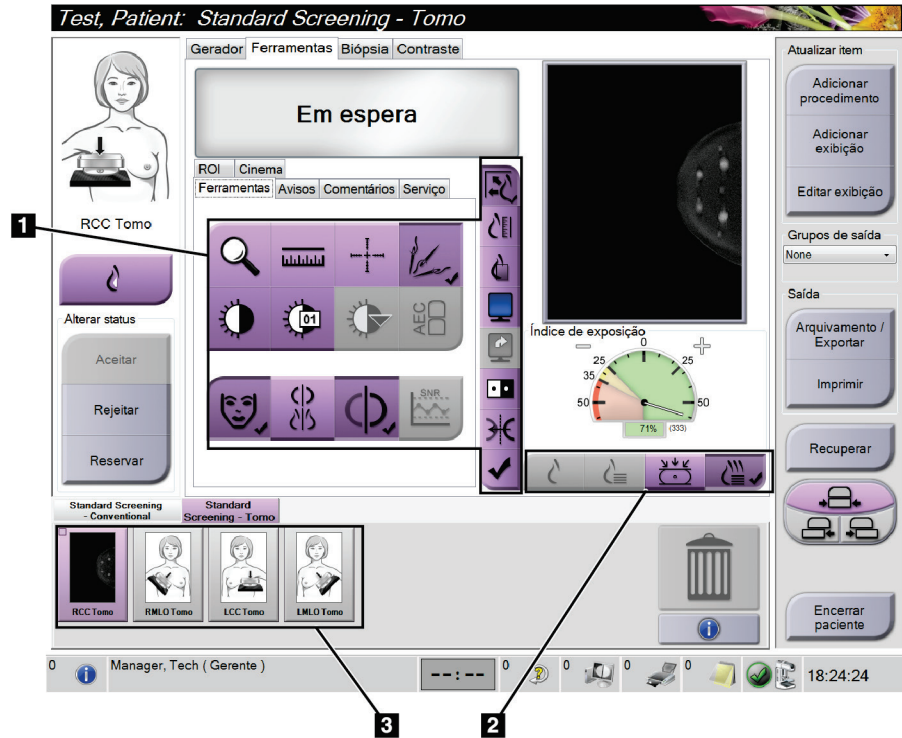 Test, Patient: Standard Screening - Tomo
Gerador Ferramentas Biópsia Contraste
Em espera
RCC Tomo
Alterar status
Aceitar
Rejeitar
Reservar
ROI Cinema
Ferramentas Avisos Comentários Serviço
01
AEC
SNR
Índice de exposição
0
25 25
35
50 50
71% (333)
Atualizar item
Adicionar
procedimento
Adicionar
exibição
Editar exibição
Grupos de saída
None
Saída
Arquivamento /
Exportar
Imprimir
Recuperar
Encerrar
paciente
1
Standard Screening
- Conventional
Standard
Screening - Tomo
RCC Tomo RMLO Tomo LCC Tomo LMLO Tomo
0 Manager, Tech ( Gerente ) --:-- 0 0 0 0 18:24:24
3 2